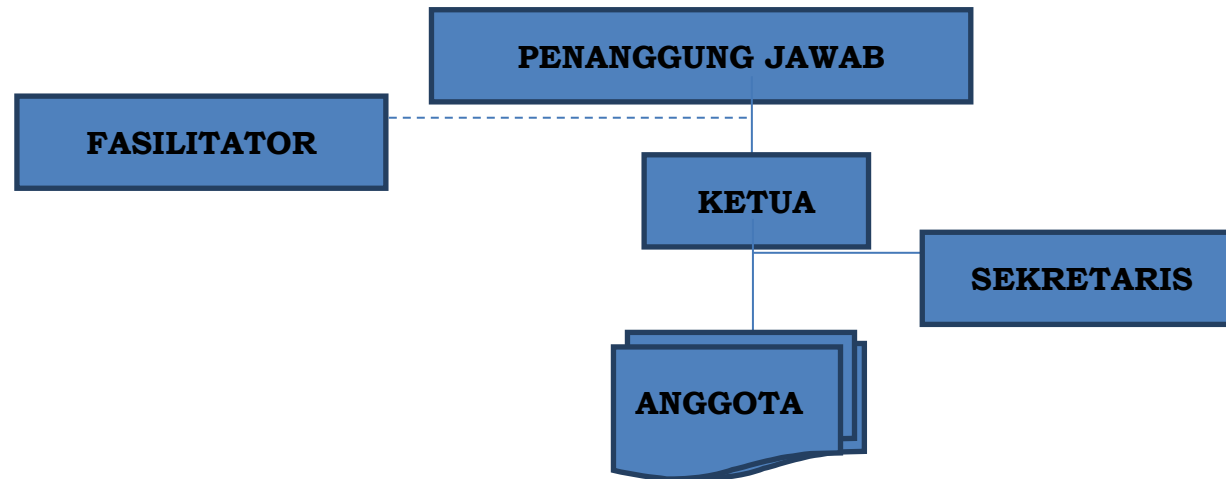 PENANGGUNG JAWAB
FASILITATOR
KETUA
SEKRETARIS
ANGGOTA